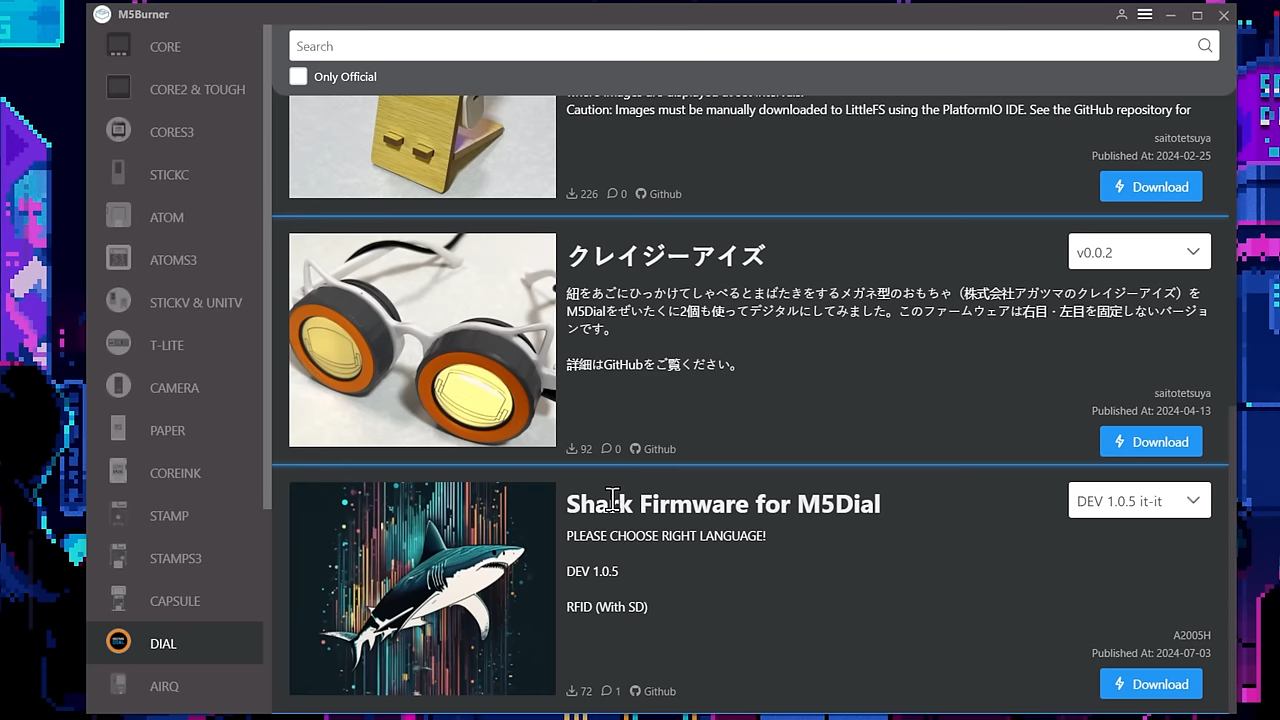 M5Burner
CORE
CORE2 & TOUGH
CORES3
STICKC
ATOM
ATOMS3
STICKV & UNITV
T-LITE
CAMERA
PAPER
COREINK
STAMP
STAMPS3
CAPSULE
DIAL
AIRQ
Search
Only Official
Caution: Images must be manually downloaded to LittleFS using the PlatformIO IDE. See the GitHub repository for
saitotetsuya
Published At: 2024-02-25
226 0 Github
Download
クレイジーアイズ
v0.0.2
紐をあごにひっかけてしゃべるとまばたきをするメガネ型のおもちゃ（株式会社アガツマのクレイジーアイズ）を
M5Dialをぜいたくに2個も使ってデジタルにしてみました。このファームウェアは右目・左目を固定しないバージョ
ンです。
詳細はGitHubをご覧ください。
saitotetsuya
Published At: 2024-04-13
92 0 Github
Download
Shark Firmware for M5Dial
DEV 1.0.5 it-it
PLEASE CHOOSE RIGHT LANGUAGE!
DEV 1.0.5
RFID (With SD)
A2005H
Published At: 2024-07-03
72 1 Github
Download